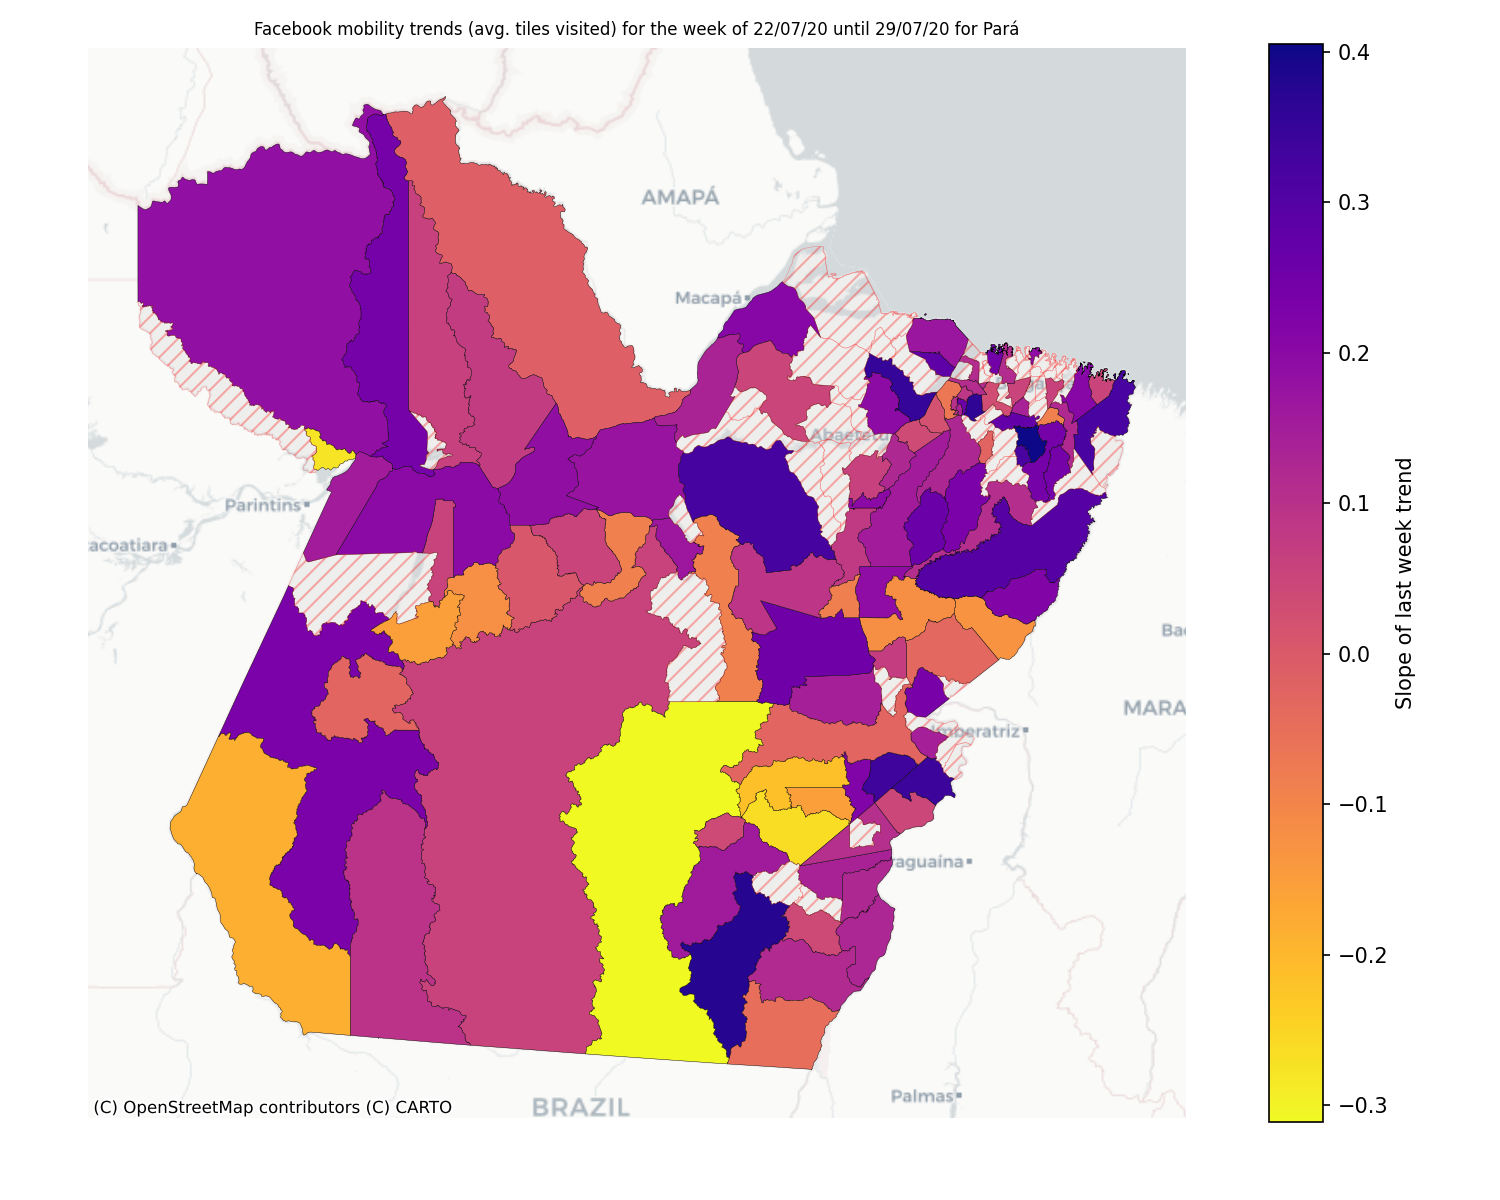 Facebook mobility trends (avg. tiles visited) for the week of 22/07/20 until 29/07/20 for Pará
AMAPÁ
Macapá
Parintins
acoatiara
Abaetetu
Ba
MARA
mberatriz
raguaína
Palmas
BRAZIL
(C) OpenStreetMap contributors (C) CARTO
0.4
0.3
0.2
0.1
0.0
−0.1
−0.2
−0.3
Slope of last week trend